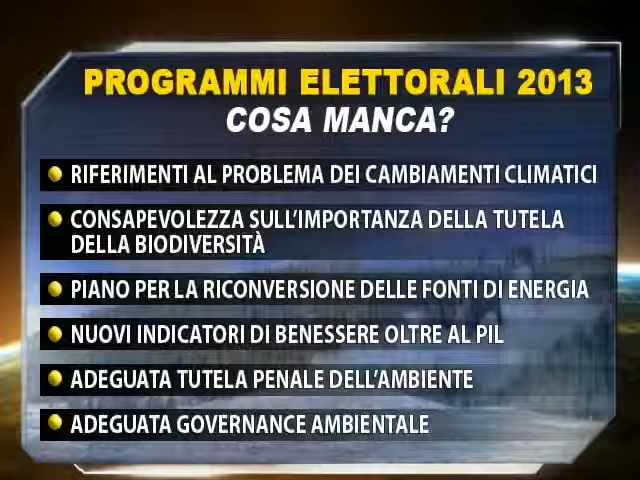 PROGRAMMI ELETTORALI 2013
COSA MANCA?
RIFERIMENTI AL PROBLEMA DEI CAMBIAMENTI CLIMATICI
CONSAPEVOLEZZA SULL'IMPORTANZA DELLA TUTELA
DELLA BIODIVERSITÀ
PIANO PER LA RICONVERSIONE DELLE FONTI DI ENERGIA
NUOVI INDICATORI DI BENESSERE OLTRE AL PIL
ADEGUATA TUTELA PENALE DELL'AMBIENTE
ADEGUATA GOVERNANCE AMBIENTALE